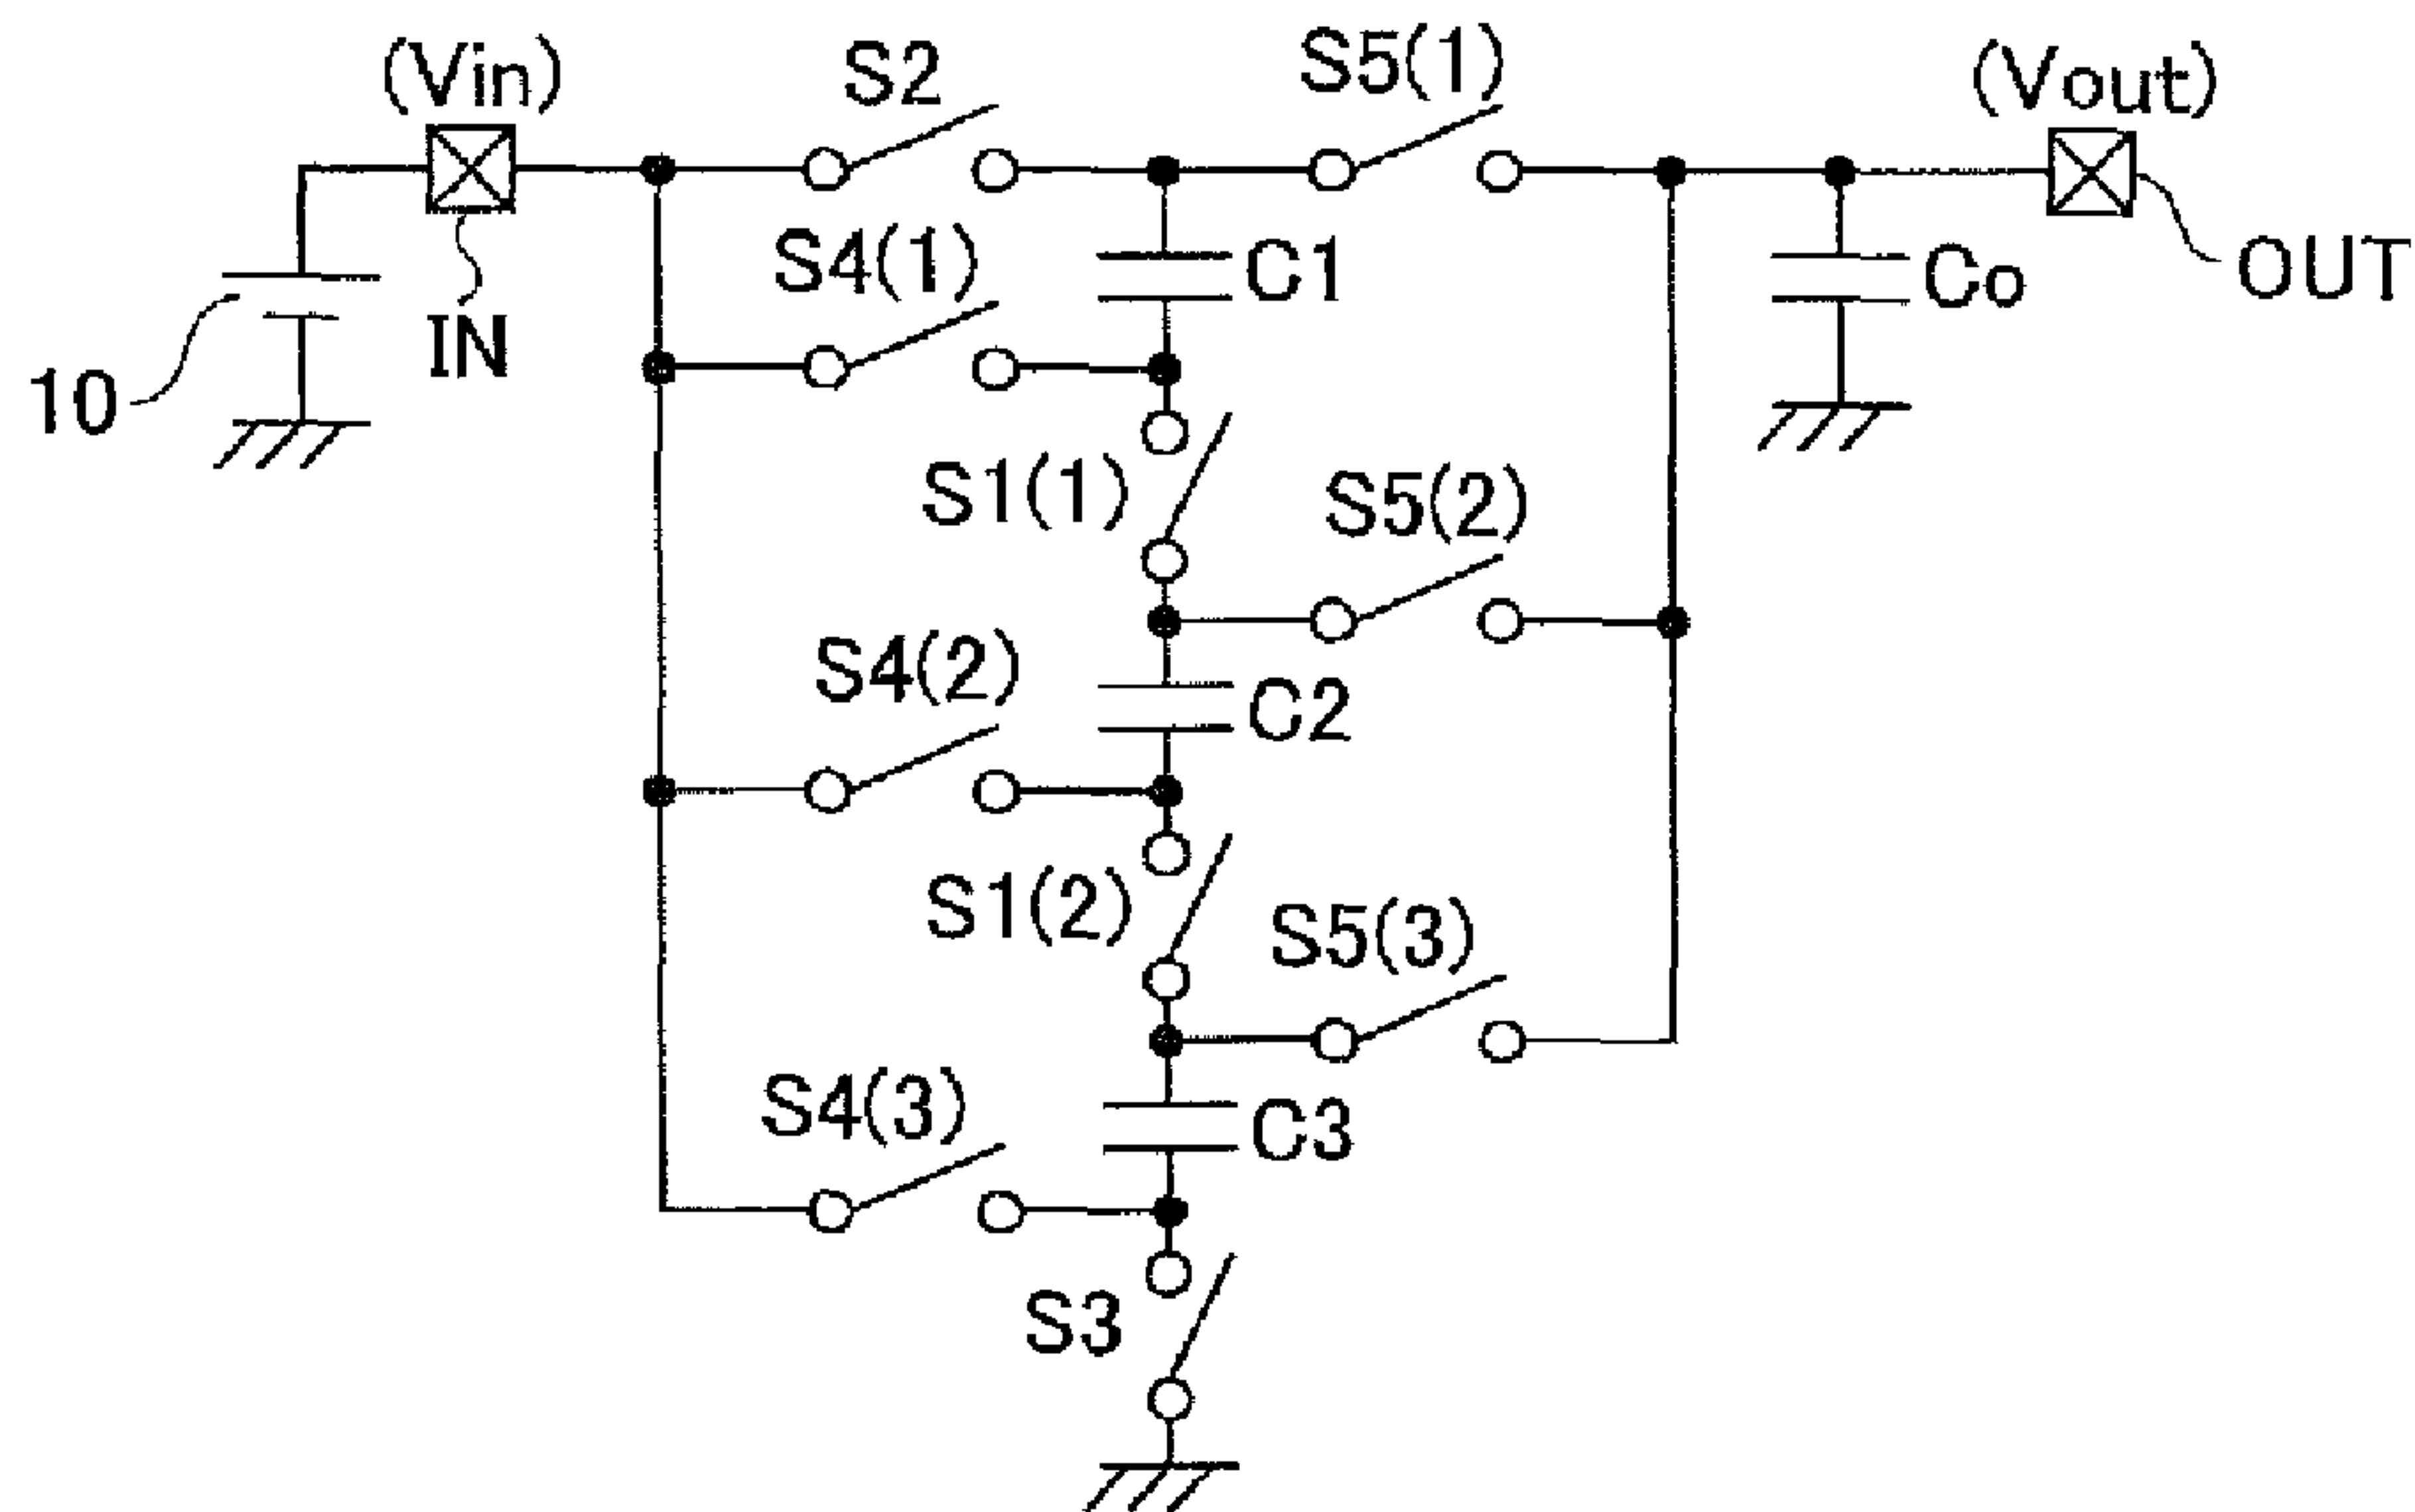 (Vin)
S2
S5(1)
(Vout)
S4(1)
C1
Co
OUT
IN
10
S1(1)
S5(2)
S4(2)
C2
S1(2)
S5(3)
S4(3)
C3
S3